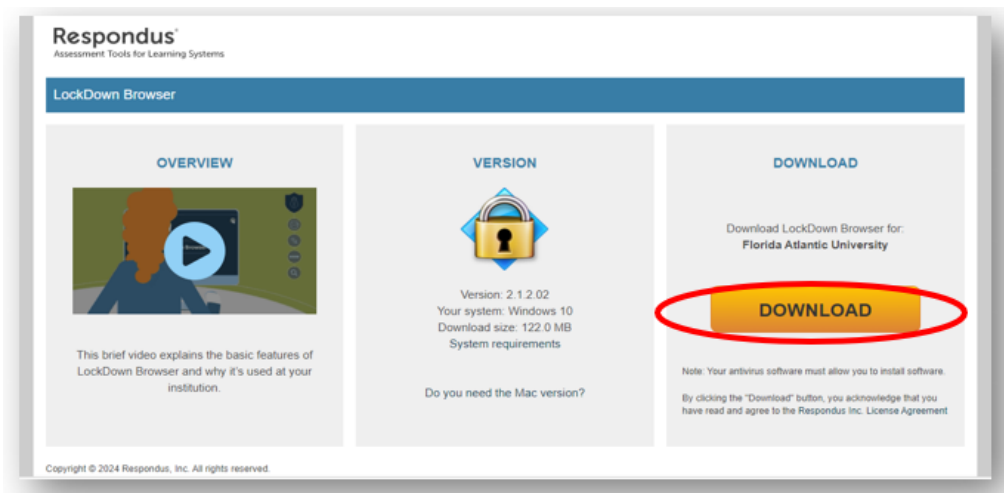 Respondus
Assessment Tools for Learning Systems
LockDown Browser
OVERVIEW
This brief video explains the basic features of
LockDown Browser and why it's used at your
institution.
VERSION
Version: 2.1.2.02
Your system: Windows 10
Download size: 122.0 MB
System requirements
Do you need the Mac version?
DOWNLOAD
Download LockDown Browser for:
Florida Atlantic University
DOWNLOAD
Note: Your antivirus software must allow you to install software.
By clicking the "Download" button, you acknowledge that you
have read and agree to the Respondus Inc. License Agreement
Copyright © 2024 Respondus, Inc. All rights reserved.